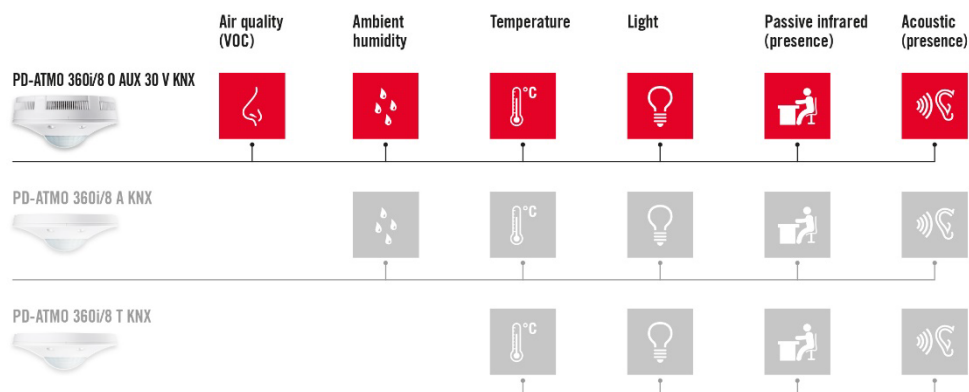 Air quality
(VOC)
Ambient
humidity
Temperature
Light
Passive infrared
(presence)
Acoustic
(presence)
PD-ATMO 360i/8 O AUX 30 V KNX
°C
PD-ATMO 360i/8 A KNX
°C
PD-ATMO 360i/8 T KNX
°C